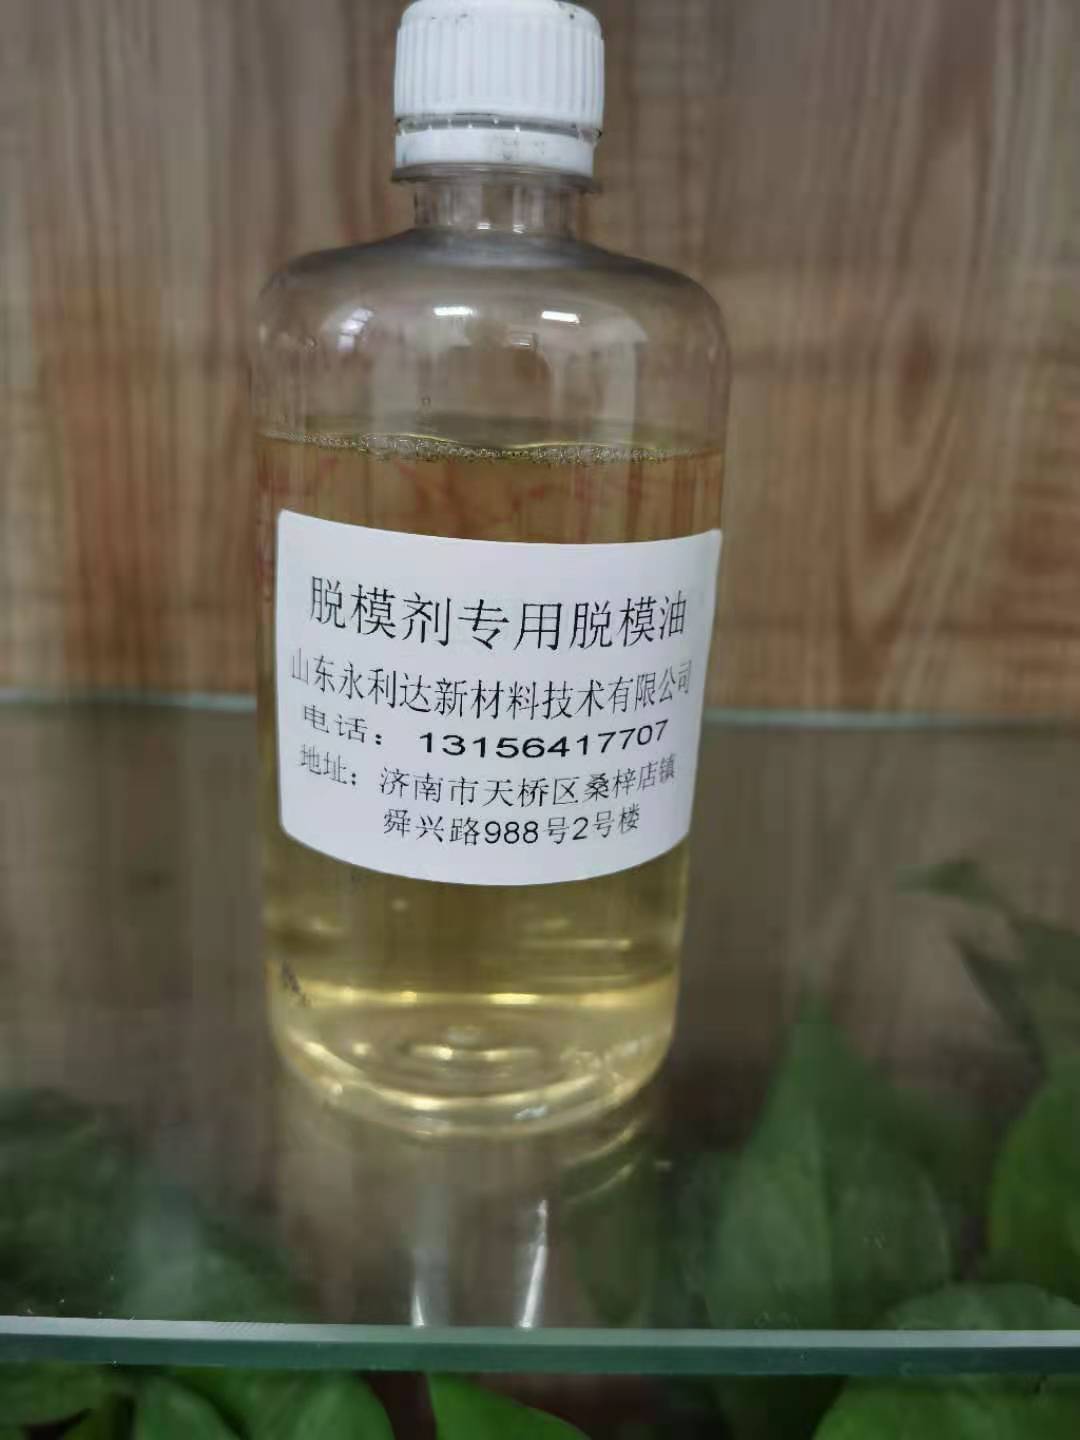 脱模剂专用脱模油
山东永利达新材料技术有限公司
电话：13156417707
地址：济南市天桥区桑梓店镇
舜兴路988号2号楼